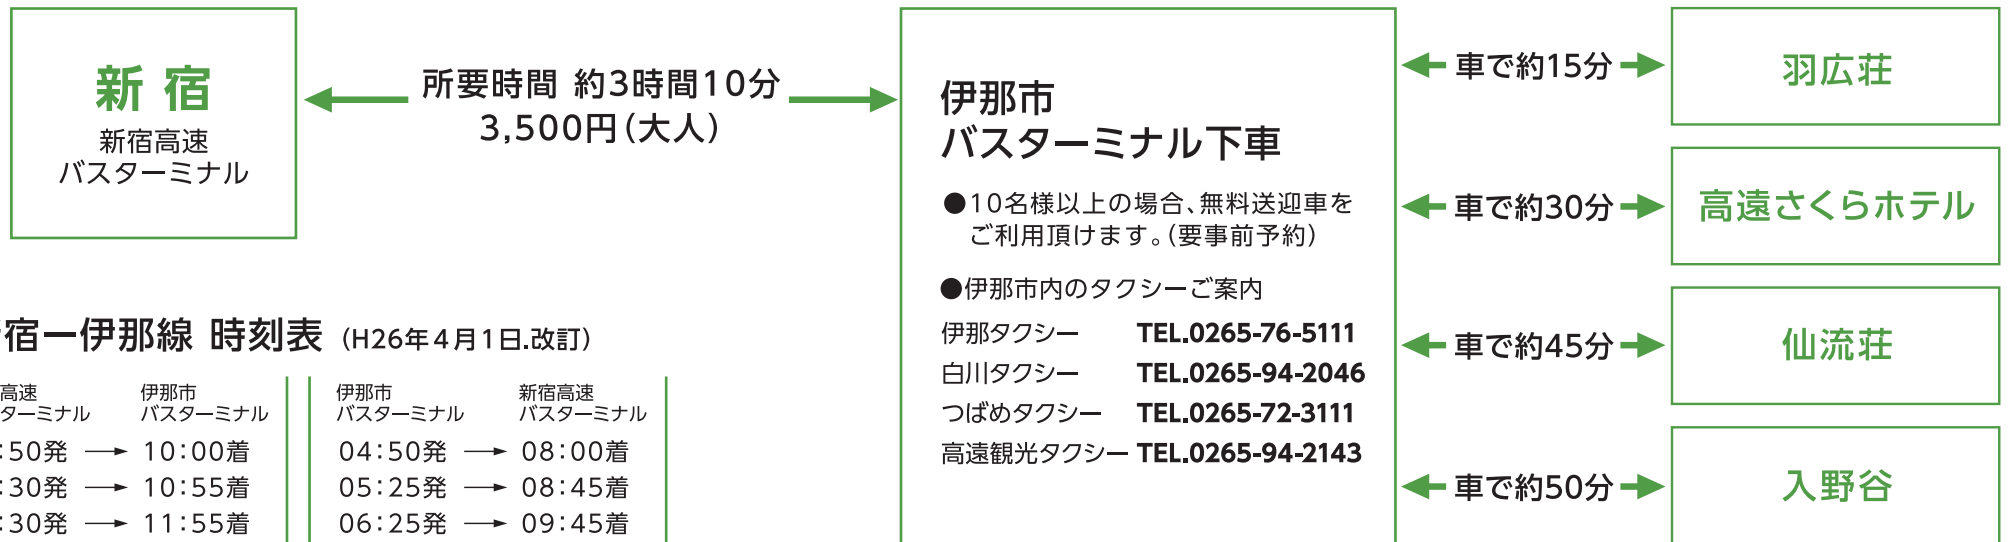 新宿
新宿高速
バスターミナル
所要時間 約3時間10分
3,500円(大人)
伊那市
バスターミナル下車
●10名様以上の場合、無料送迎車を
ご利用頂けます。(要事前予約)
●伊那市内のタクシーご案内
伊那タクシー TEL.0265-76-5111
白川タクシー TEL.0265-94-2046
つばめタクシー TEL.0265-72-3111
高遠観光タクシー TEL.0265-94-2143
車で約15分
羽広荘
車で約30分
高遠さくらホテル
車で約45分
仙流荘
車で約50分
入野谷
宿ー伊那線 時刻表 (H26年4月1日.改訂)
高速 伊那市
ターミナル バスターミナル
:50発 → 10:00着
:30発 → 10:55着
:30発 → 11:55着
伊那市 新宿高速
バスターミナル バスターミナル
04:50発 → 08:00着
05:25発 → 08:45着
06:25発 → 09:45着